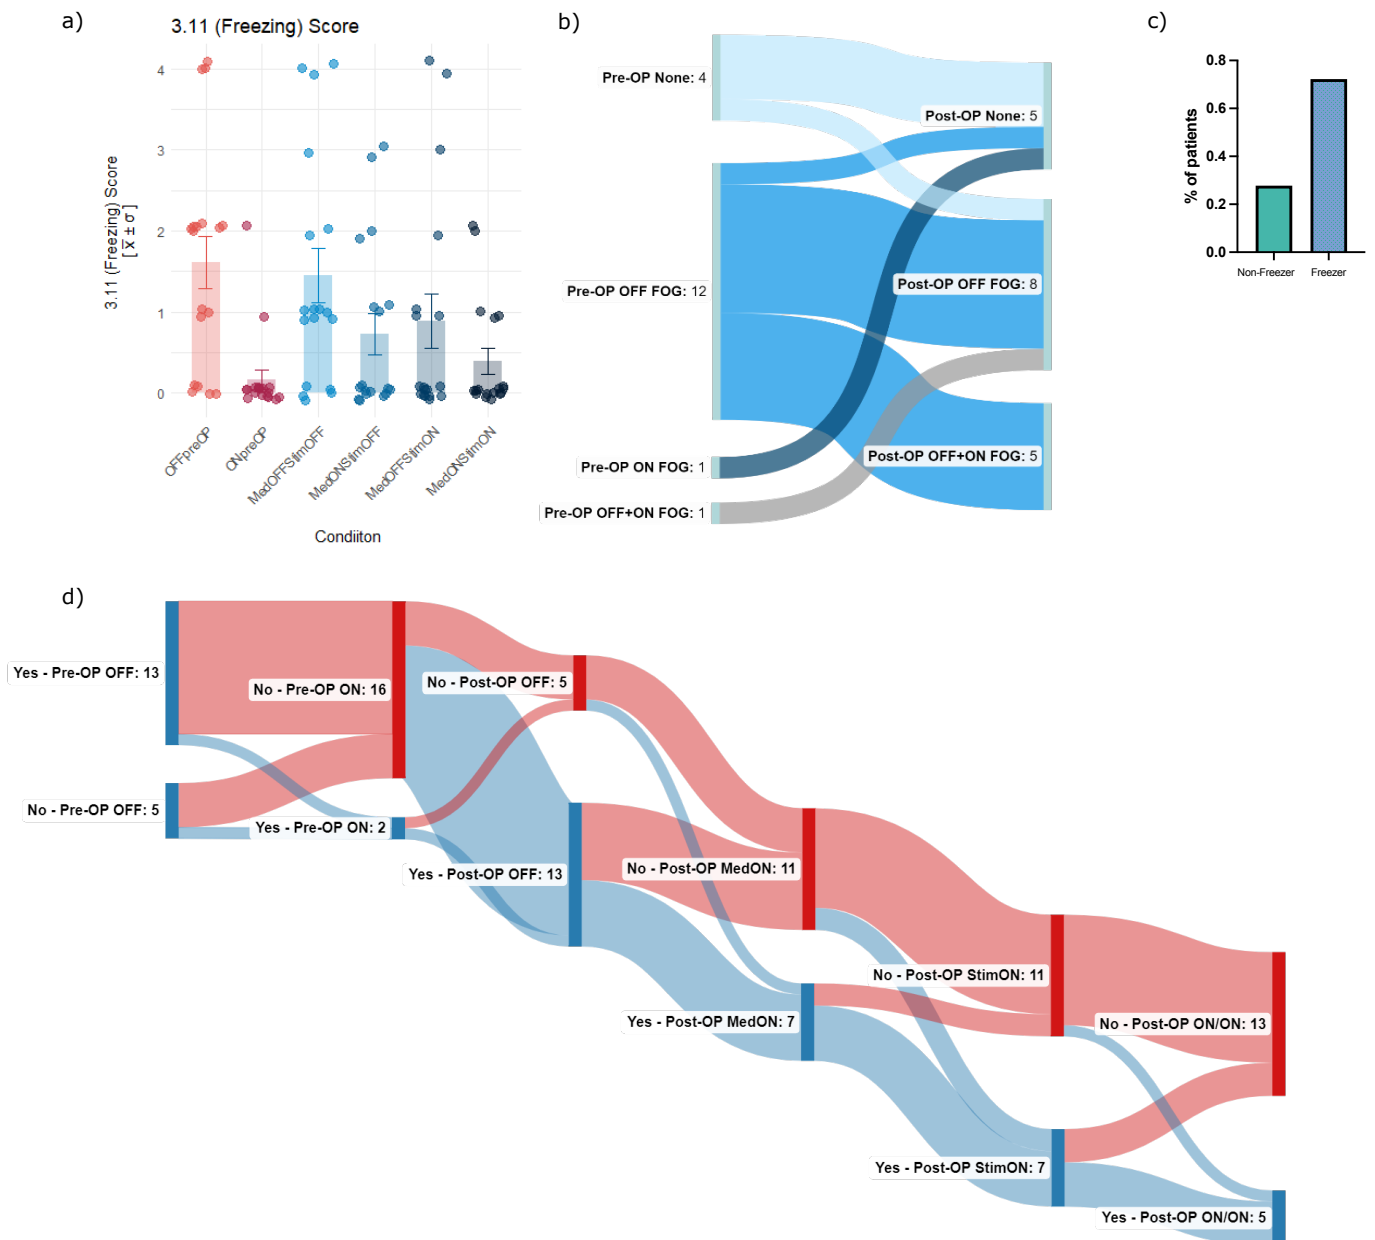 a)
3.11 (Freezing) Score
3.11 (Freezing) Score
[ x̅ ± σ ]
4
3
2
1
0
OFFpreOP
ONpreOP
MedOFFStimOFF
MedONStimOFF
MedOFFStimON
MedONStimON
Condiiton
b)
Pre-OP None: 4
Post-OP None: 5
Pre-OP OFF FOG: 12
Post-OP OFF FOG: 8
Post-OP OFF+ON FOG: 5
Pre-OP ON FOG: 1
Pre-OP OFF+ON FOG: 1
c)
% of patients
0.8
0.6
0.4
0.2
0.0
Non-Freezer
Freezer
d)
Yes - Pre-OP OFF: 13
No - Pre-OP ON: 16
No - Post-OP OFF: 5
No - Pre-OP OFF: 5
Yes - Pre-OP ON: 2
Yes - Post-OP OFF: 13
No - Post-OP MedON: 11
Yes - Post-OP MedON: 7
No - Post-OP StimON: 11
No - Post-OP ON/ON: 13
Yes - Post-OP StimON: 7
Yes - Post-OP ON/ON: 5